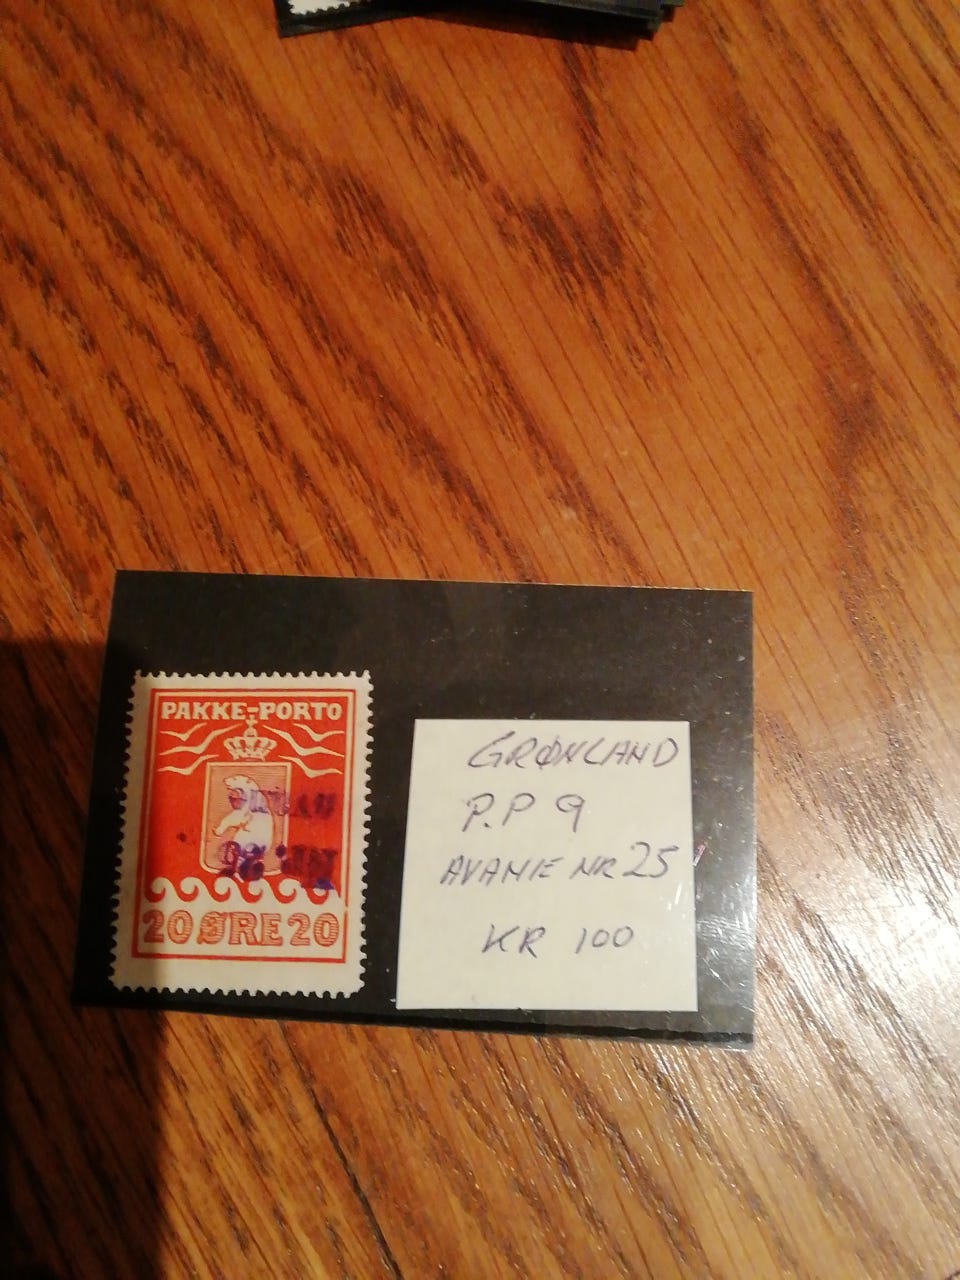 PAKKE-PORTO
20 ØRE 20
GRØNLAND
P.P 9
AVANIE NR 25
KR 100